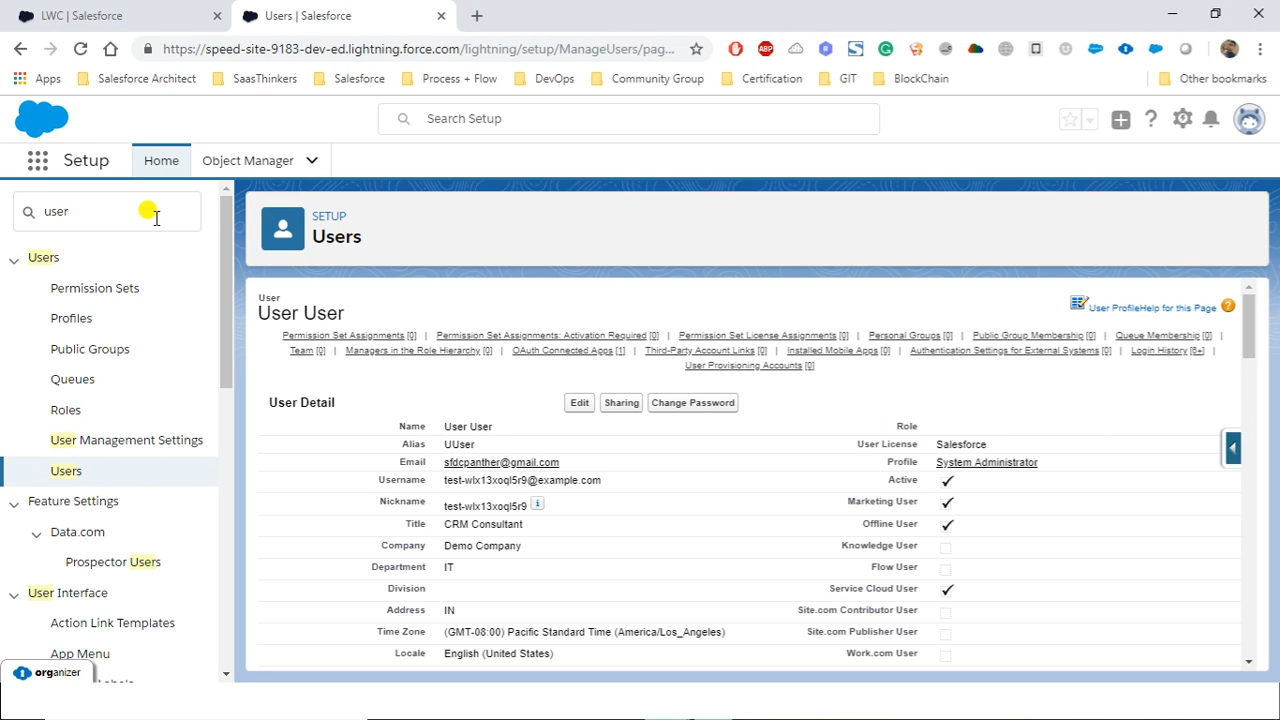 LWC | Salesforce
Users | Salesforce
https://speed-site-9183-dev-ed.lightning.force.com/lightning/setup/ManageUsers/pag...
Apps
Salesforce Architect
SaasThinkers
Salesforce
Process + Flow
DevOps
Community Group
Certification
GIT
BlockChain
Other bookmarks
Search Setup
Setup
Home
Object Manager
user
Users
Permission Sets
Profiles
Public Groups
Queues
Roles
User Management Settings
Users
Feature Settings
Data.com
Prospector Users
User Interface
Action Link Templates
App Menu
organizer
SETUP
Users
User
User User
User ProfileHelp for this Page
Permission Set Assignments [0] | Permission Set Assignments: Activation Required [0] | Permission Set License Assignments [0] | Personal Groups [0] | Public Group Membership [0] | Queue Membership [0] |
Team [0] | Managers in the Role Hierarchy [0] | OAuth Connected Apps [1] | Third-Party Account Links [0] | Installed Mobile Apps [0] | Authentication Settings for External Systems [0] | Login History [6+] |
User Provisioning Accounts [0]
User Detail Edit Sharing Change Password
Name User User Role
Alias UUser User License Salesforce
Email sfdcpanther@gmail.com Profile System Administrator
Username test-wlx13xoql5r9@example.com Active
Nickname test-wlx13xoql5r9 i Marketing User
Title CRM Consultant Offline User
Company Demo Company Knowledge User
Department IT Flow User
Division Service Cloud User
Address IN Site.com Contributor User
Time Zone (GMT-08:00) Pacific Standard Time (America/Los_Angeles) Site.com Publisher User
Locale English (United States) Work.com User